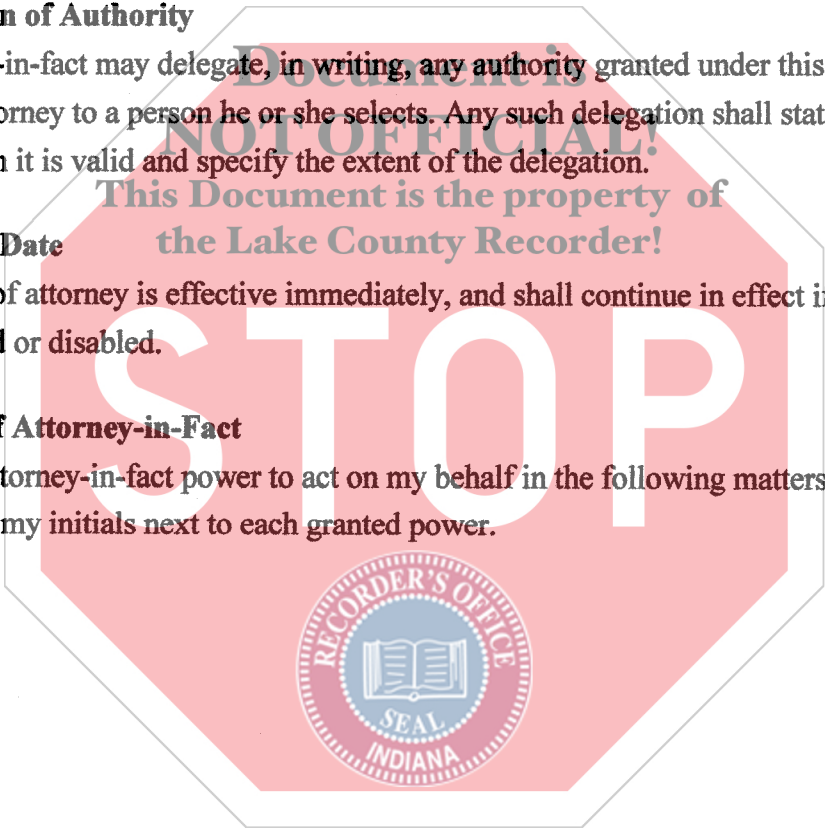 n of Authority
-in-fact may delegate, in writing, any authority granted under this
orney to a person he or she selects. Any such delegation shall stat
it is valid and specify the extent of the delegation.
Document is
NOT OFFICIAL!
This Document is the property of
the Lake County Recorder!
Date
of attorney is effective immediately, and shall continue in effect i
or disabled.
STOP
f Attorney-in-Fact
torney-in-fact power to act on my behalf in the following matters
my initials next to each granted power.
RECORDER'S OFFICE
SEAL
INDIANA